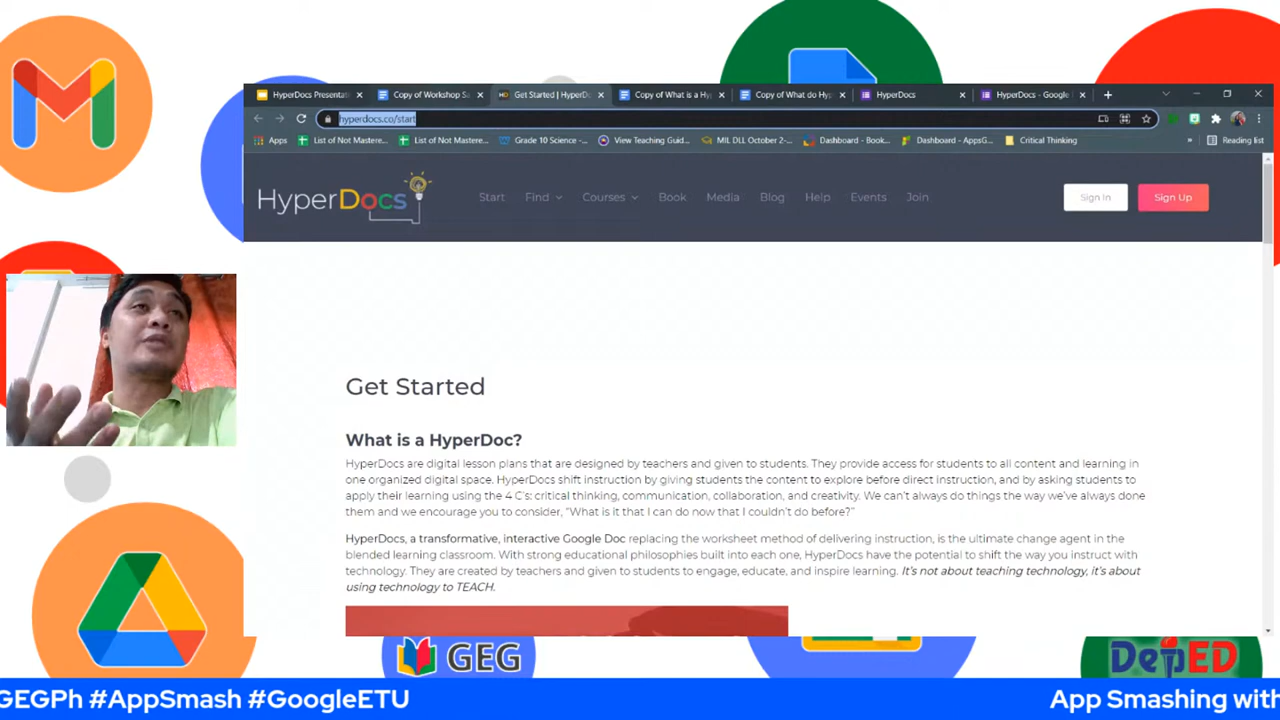 HyperDocs Presentati
Copy of Workshop Sa
Get Started | HyperDo
Copy of What is a Hy
Copy of What do Hyp
HyperDocs
HyperDocs - Google
hyperdocs.co/start
Apps
List of Not Mastere...
List of Not Mastere...
Grade 10 Science -...
View Teaching Guid...
MIL DLL October 2-...
Dashboard - Book...
Dashboard - AppsG...
Critical Thinking
»
Reading list
HyperDocs
Start
Find
Courses
Book
Media
Blog
Help
Events
Join
Sign In
Sign Up
Get Started
What is a HyperDoc?
HyperDocs are digital lesson plans that are designed by teachers and given to students. They provide access for students to all content and learning in
one organized digital space. HyperDocs shift instruction by giving students the content to explore before direct instruction, and by asking students to
apply their learning using the 4 C's: critical thinking, communication, collaboration, and creativity. We can't always do things the way we've always done
them and we encourage you to consider, "What is it that I can do now that I couldn't do before?"
HyperDocs, a transformative, interactive Google Doc replacing the worksheet method of delivering instruction, is the ultimate change agent in the
blended learning classroom. With strong educational philosophies built into each one, HyperDocs have the potential to shift the way you instruct with
technology. They are created by teachers and given to students to engage, educate, and inspire learning. It's not about teaching technology, it's about
using technology to TEACH.
GEG
DepED
GEGPh #AppSmash #GoogleETU
App Smashing with